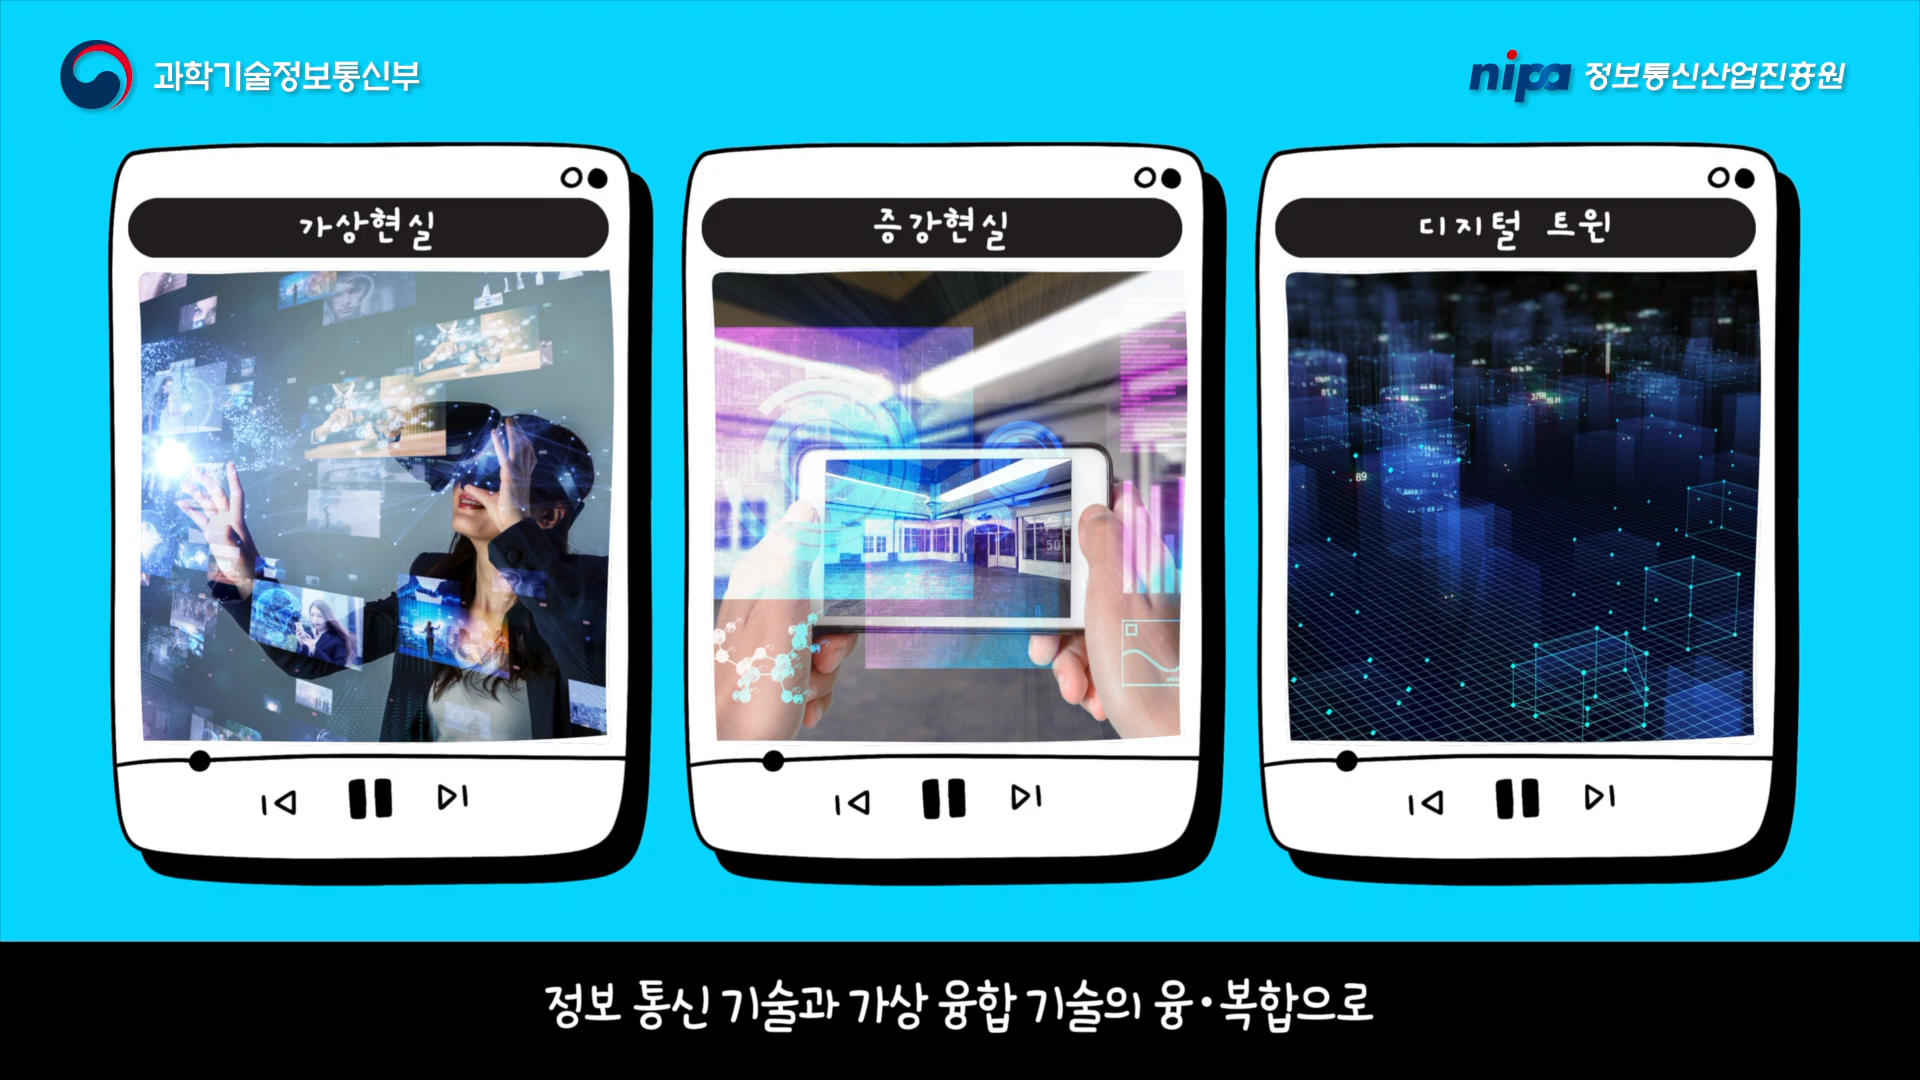 과학기술정보통신부
nipa 정보통신산업진흥원
가상현실
증강현실
디지털 트윈
50
89
정보 통신 기술과 가상 융합 기술의 융·복합으로